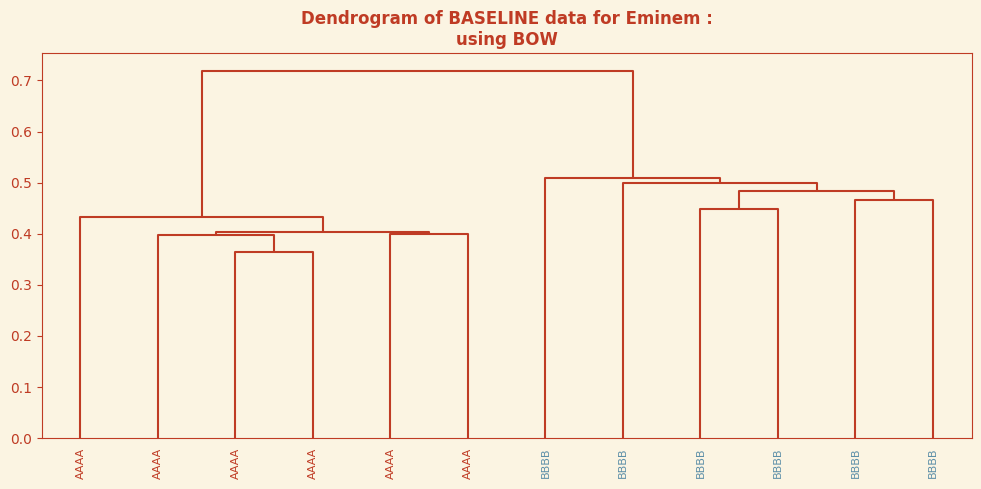 Dendrogram of BASELINE data for Eminem :
using BOW
0.7
0.6
0.5
0.4
0.3
0.2
0.1
0.0
AAAA
AAAA
AAAA
AAAA
AAAA
AAAA
BBBB
BBBB
BBBB
BBBB
BBBB
BBBB